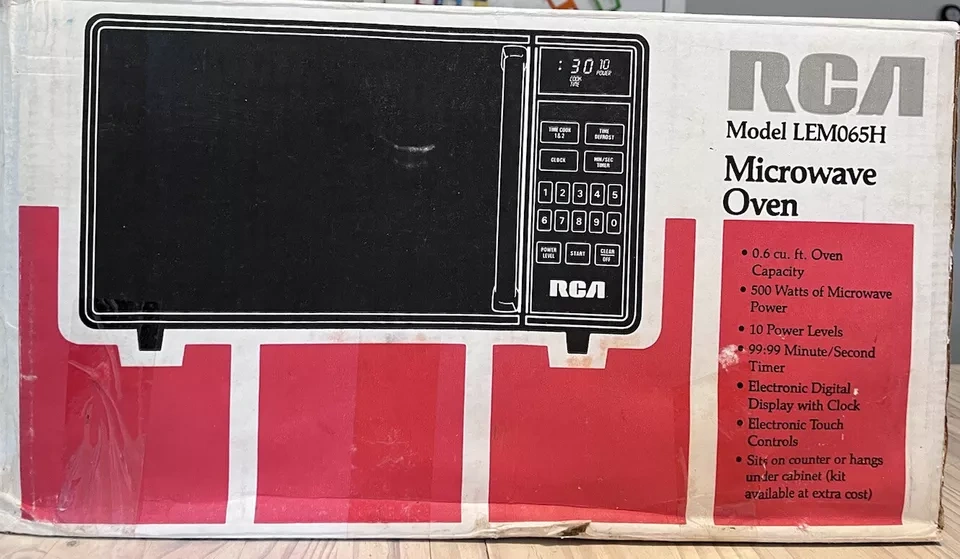 : 30 10
POWER
COOK
TIME
TIME COOK
1 & 2
TIME
DEFROST
CLOCK
MIN/SEC
TIMER
1 2 3 4 5
6 7 8 9 0
POWER
LEVEL
START
CLEAR
OFF
RCA
RCA
Model LEM065H
Microwave
Oven
• 0.6 cu. ft. Oven
Capacity
• 500 Watts of Microwave
Power
• 10 Power Levels
• 99:99 Minute/Second
Timer
• Electronic Digital
Display with Clock
• Electronic Touch
Controls
• Sits on counter or hangs
under cabinet (kit
available at extra cost)